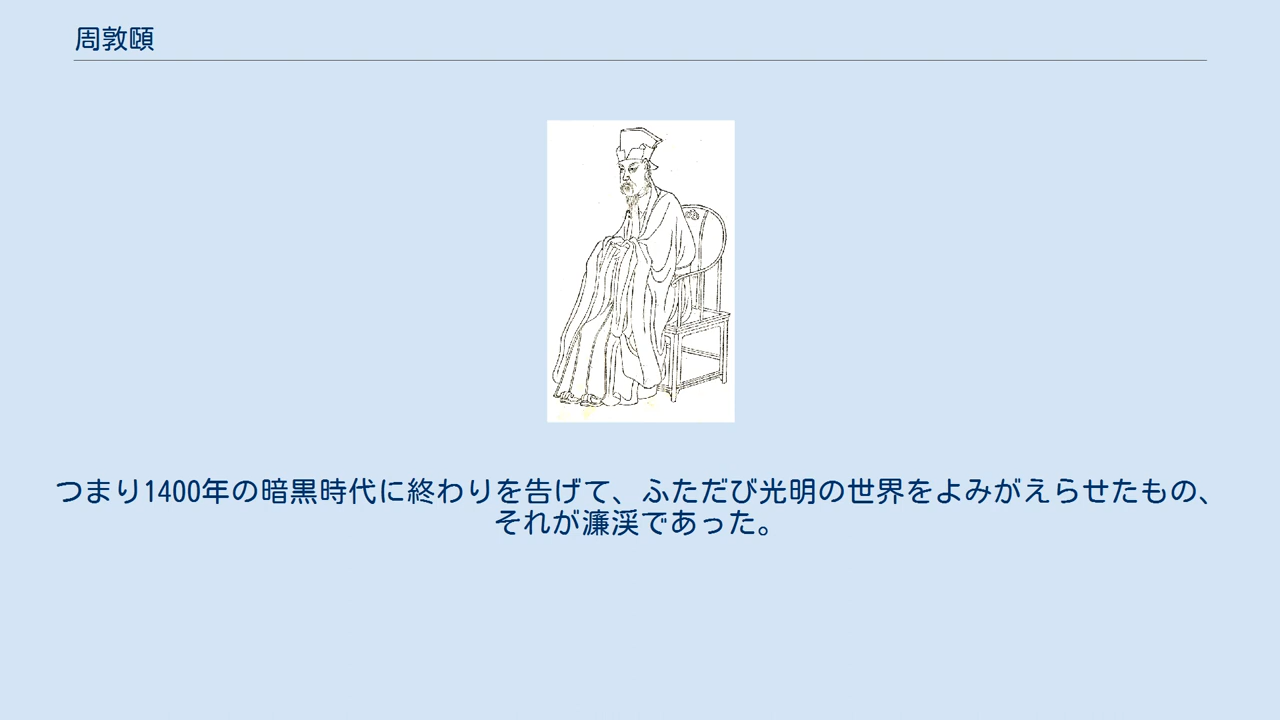 周敦頤
つまり1400年の暗黒時代に終わりを告げて、ふただび光明の世界をよみがえらせたもの、
それが濂渓であった。